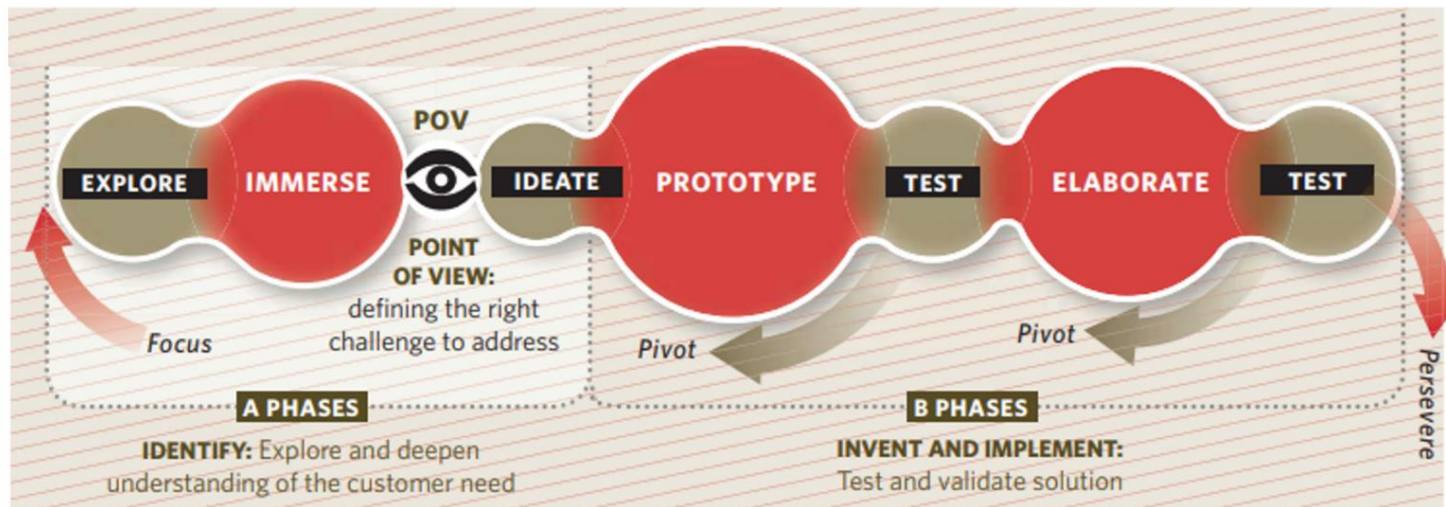 POV
EXPLORE
IMMERSE
IDEATE
PROTOTYPE
TEST
ELABORATE
TEST
POINT
OF VIEW:
defining the right
challenge to address
Focus
Pivot
Pivot
Persevere
A PHASES
IDENTIFY: Explore and deepen
understanding of the customer need
B PHASES
INVENT AND IMPLEMENT:
Test and validate solution